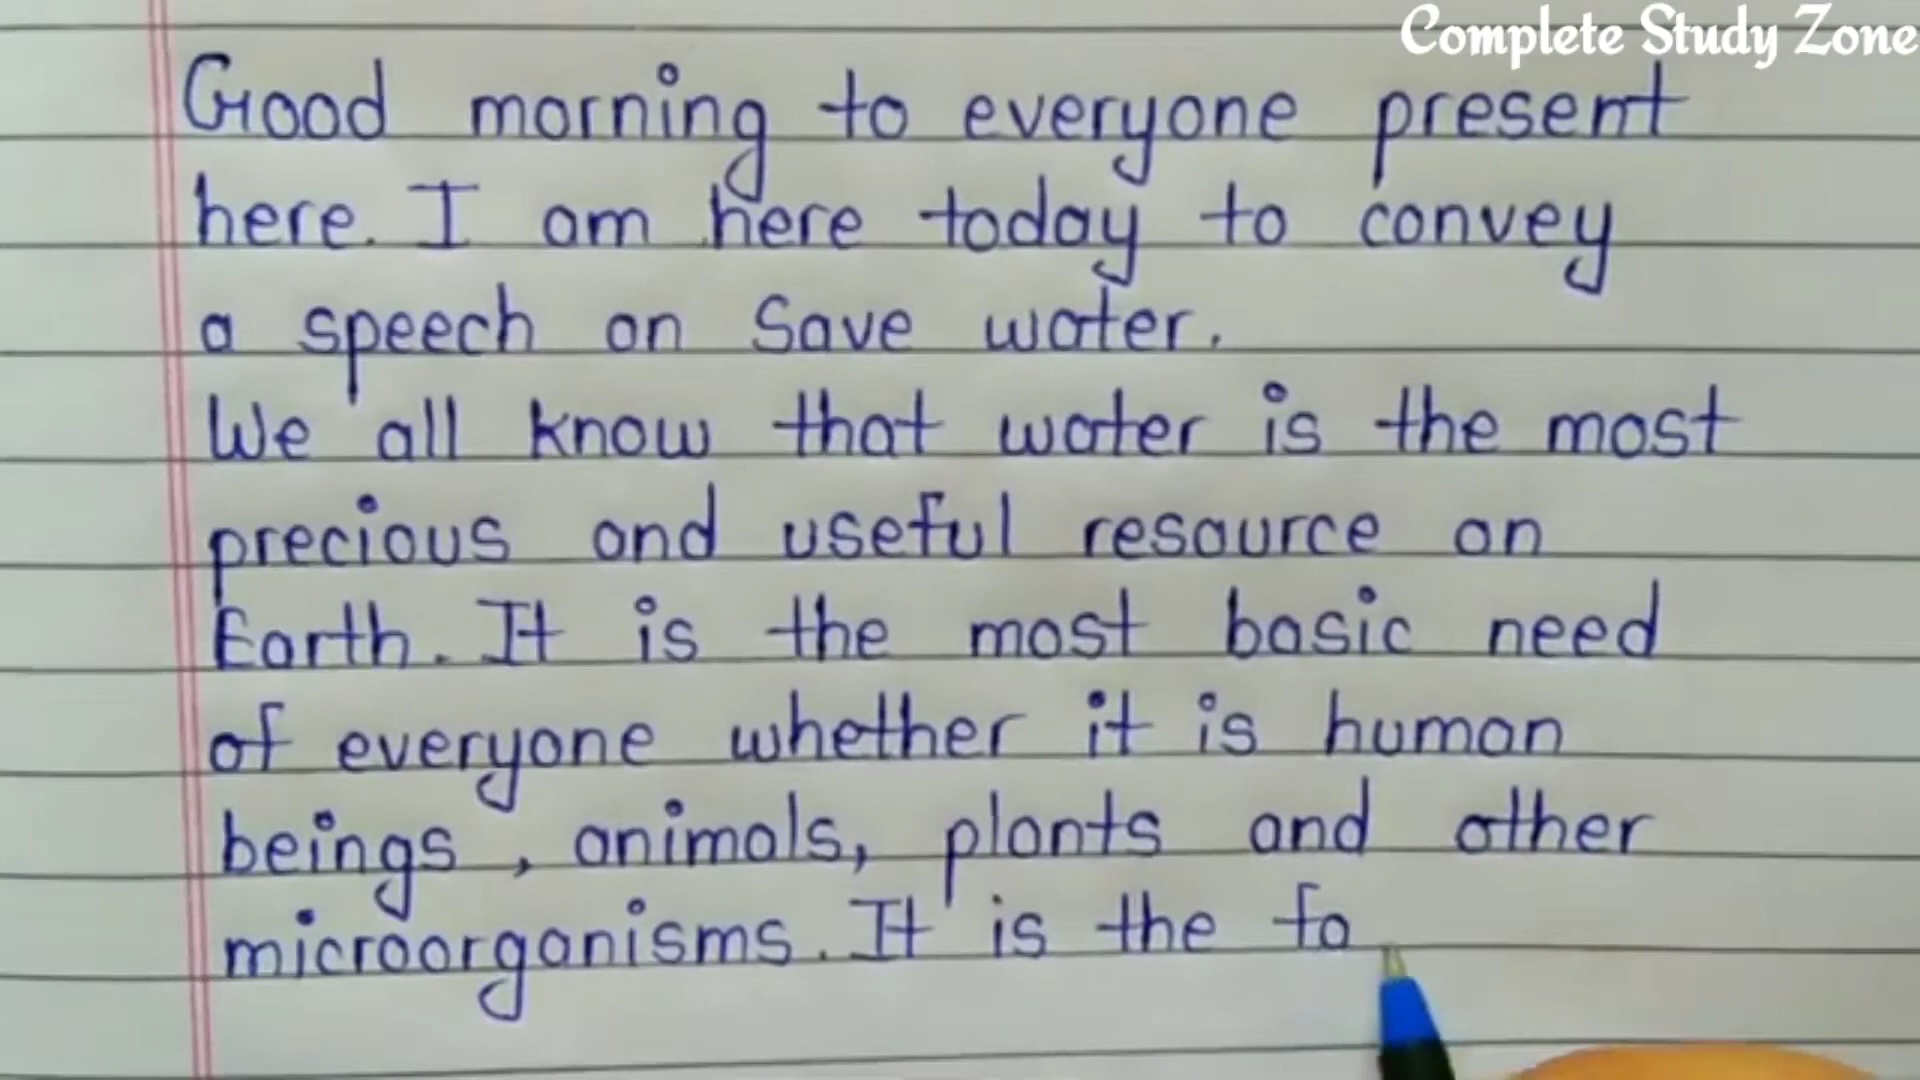 Complete Study Zone
Good morning to everyone present
here. I am here today to convey
a speech on Save water.
We all know that water is the most
precious and useful resource on
Earth. It is the most basic need
of everyone whether it is human
beings, animals, plants and other
microorganisms. It is the fo